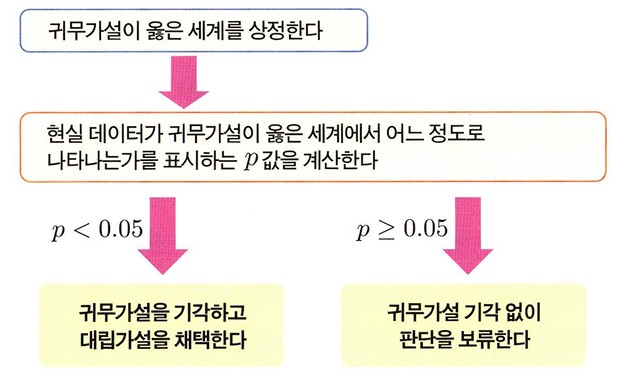 귀무가설이 옳은 세계를 상정한다
현실 데이터가 귀무가설이 옳은 세계에서 어느 정도로
나타나는가를 표시하는 p 값을 계산한다
p < 0.05
p ≥ 0.05
귀무가설을 기각하고
대립가설을 채택한다
귀무가설 기각 없이
판단을 보류한다